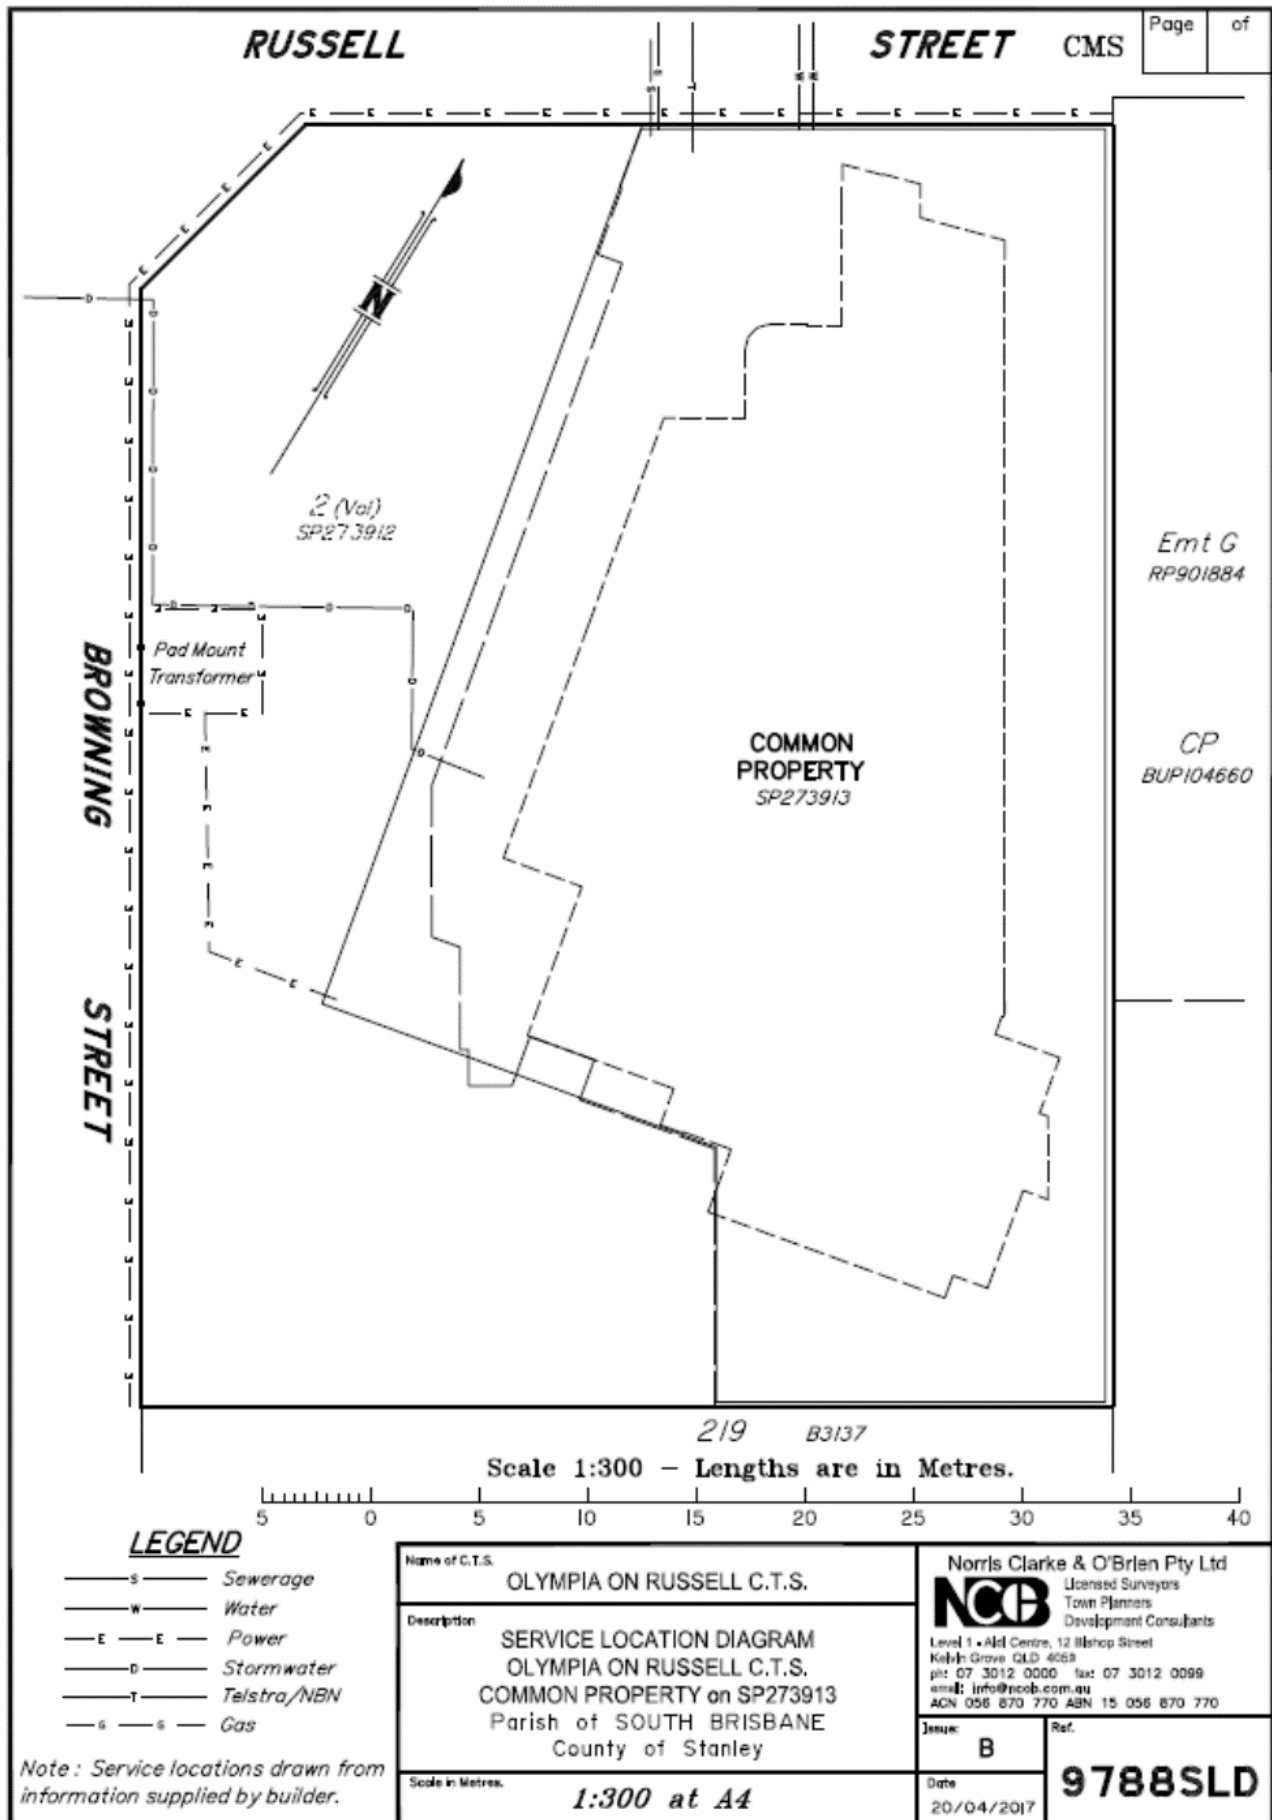 RUSSELL STREET CMS
Page of
N
2 (Vol)
SP273912
Emt G
RP901884
Pad Mount
Transformer
BROWNING STREET
COMMON
PROPERTY
SP273913
CP
BUP104660
219 B3137
Scale 1:300 – Lengths are in Metres.
5 0 5 10 15 20 25 30 35 40
LEGEND
S Sewerage
W Water
E E Power
D Stormwater
T Telstra/NBN
G G Gas
Note : Service locations drawn from
information supplied by builder.
Name of C.T.S.
OLYMPIA ON RUSSELL C.T.S.
Description
SERVICE LOCATION DIAGRAM
OLYMPIA ON RUSSELL C.T.S.
COMMON PROPERTY on SP273913
Parish of SOUTH BRISBANE
County of Stanley
Scale in Metres.
1:300 at A4
Norris Clarke & O'Brien Pty Ltd
NCOB
Licensed Surveyors
Town Planners
Development Consultants
Level 1 • Aldi Centre, 12 Bishop Street
Kelvin Grove QLD 4059
ph: 07 3012 0000 fax: 07 3012 0099
email: info@ncob.com.au
ACN 056 870 770 ABN 15 056 870 770
Issue:
B
Date
20/04/2017
Ref.
9788SLD